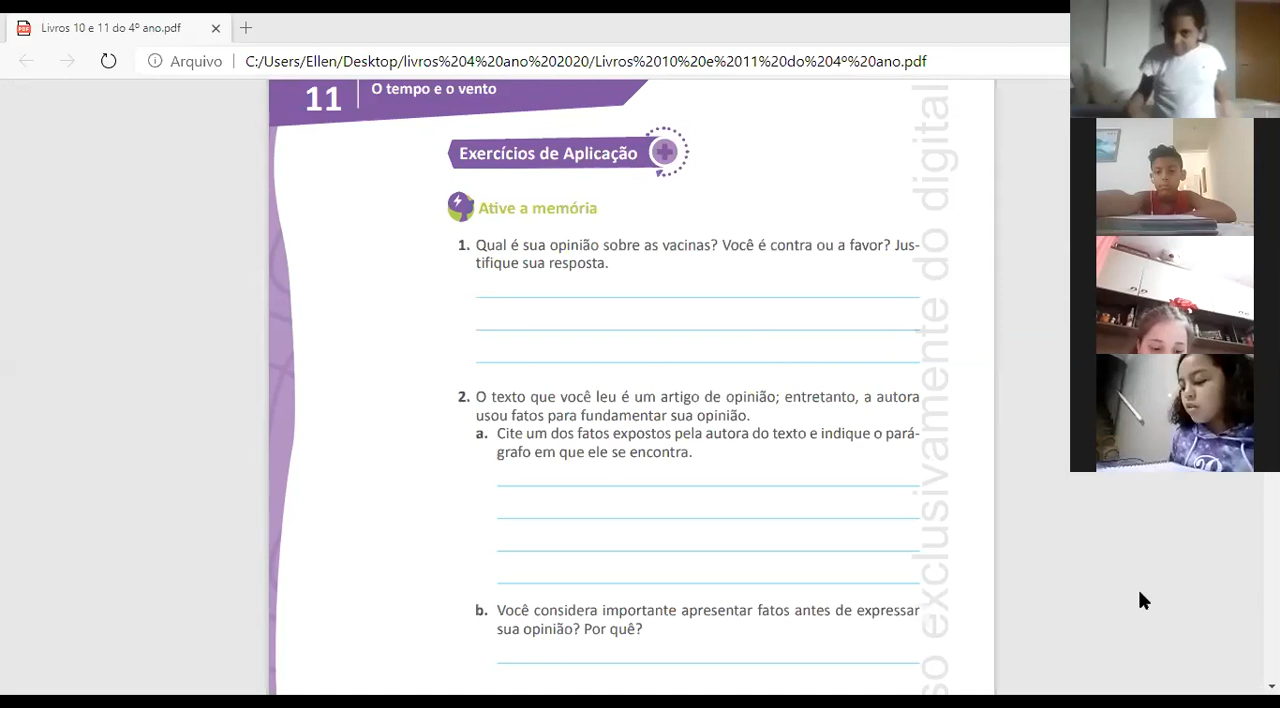 Livros 10 e 11 do 4º ano.pdf
Arquivo
C:/Users/Ellen/Desktop/livros%204%20ano%202020/Livros%2010%20e%2011%20do%204º%20ano.pdf
11
O tempo e o vento
Exercícios de Aplicação
Ative a memória
1. Qual é sua opinião sobre as vacinas? Você é contra ou a favor? Jus-
tifique sua resposta.
2. O texto que você leu é um artigo de opinião; entretanto, a autora
usou fatos para fundamentar sua opinião.
a. Cite um dos fatos expostos pela autora do texto e indique o pará-
grafo em que ele se encontra.
b. Você considera importante apresentar fatos antes de expressar
sua opinião? Por quê?
so exclusivamente do digital